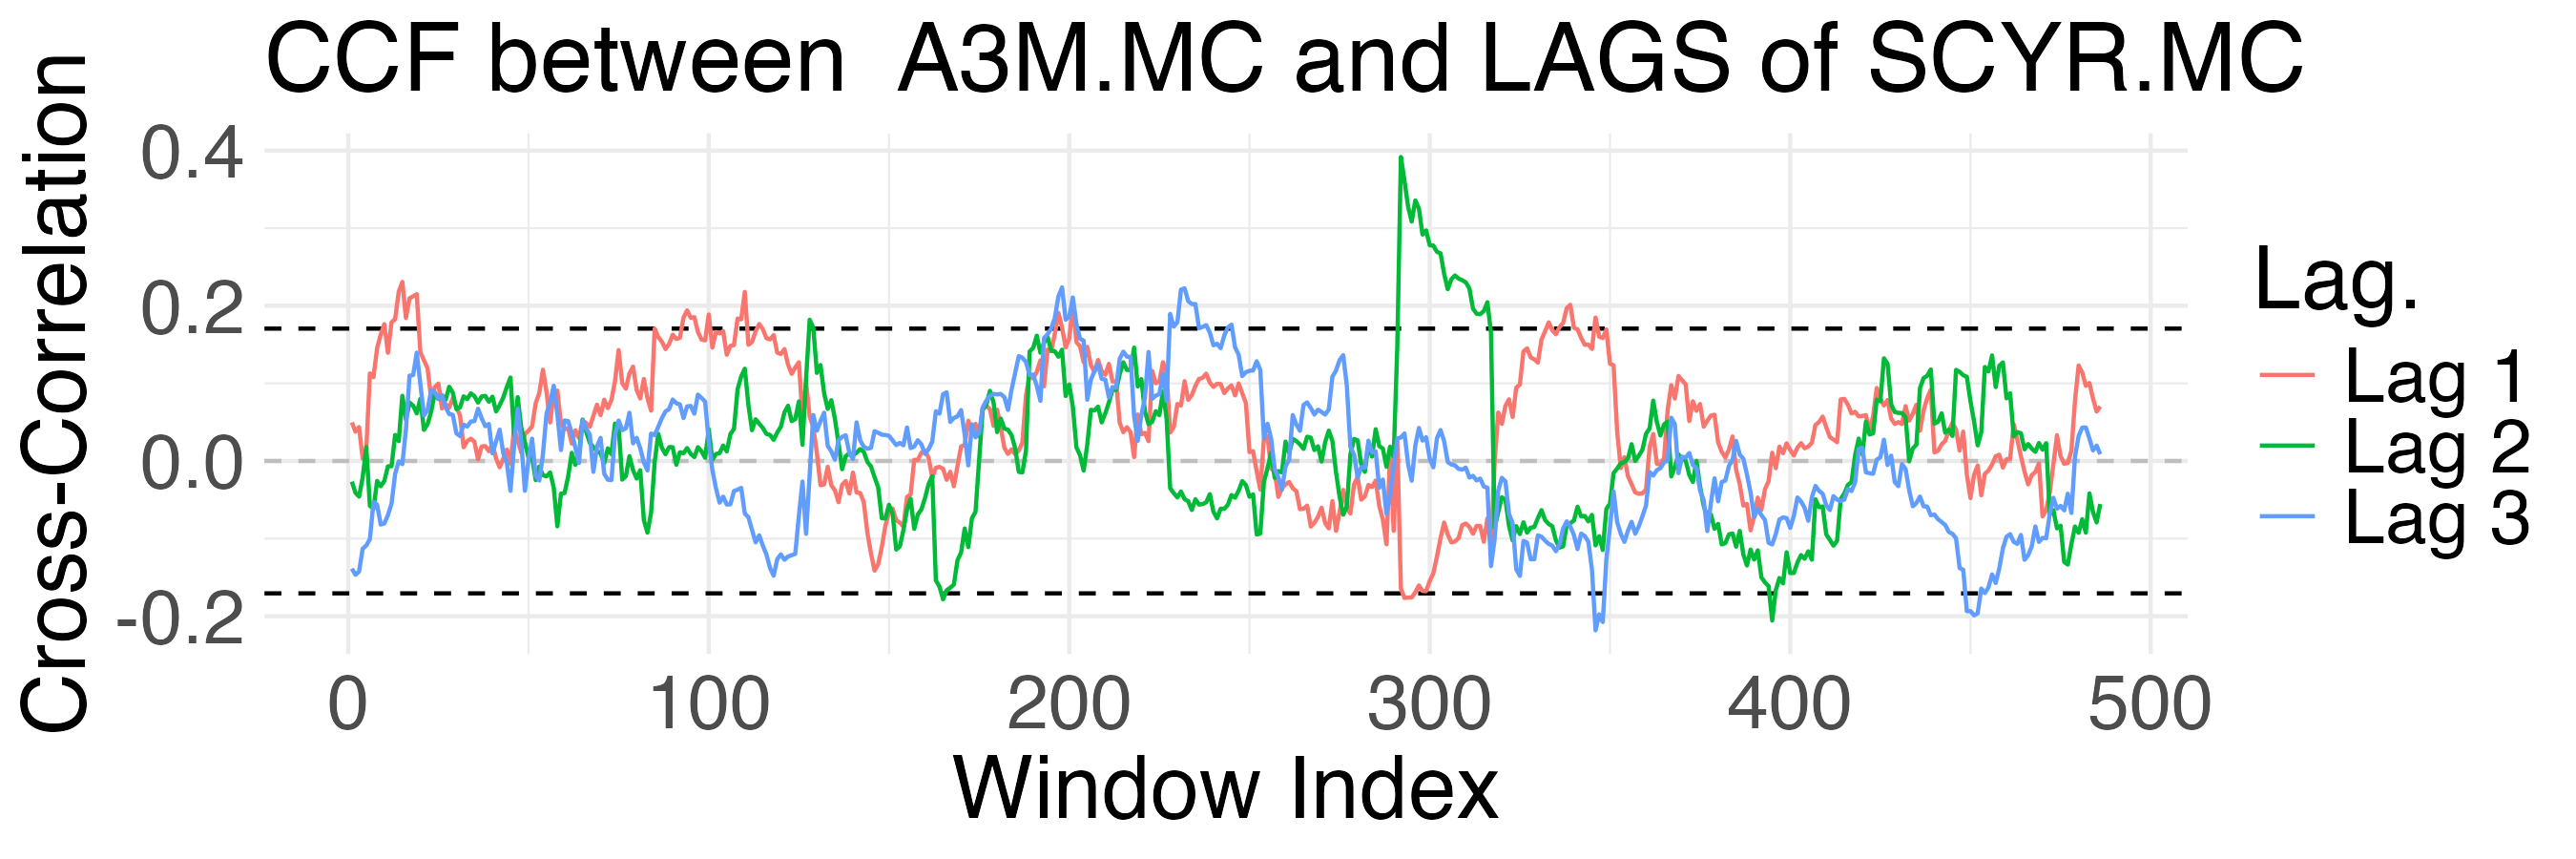 CCF between  A3M.MC and LAGS of SCYR.MC
Cross-Correlation
0.4
0.2
0.0
-0.2
0 100 200 300 400 500
Window Index
Lag.
Lag 1
Lag 2
Lag 3